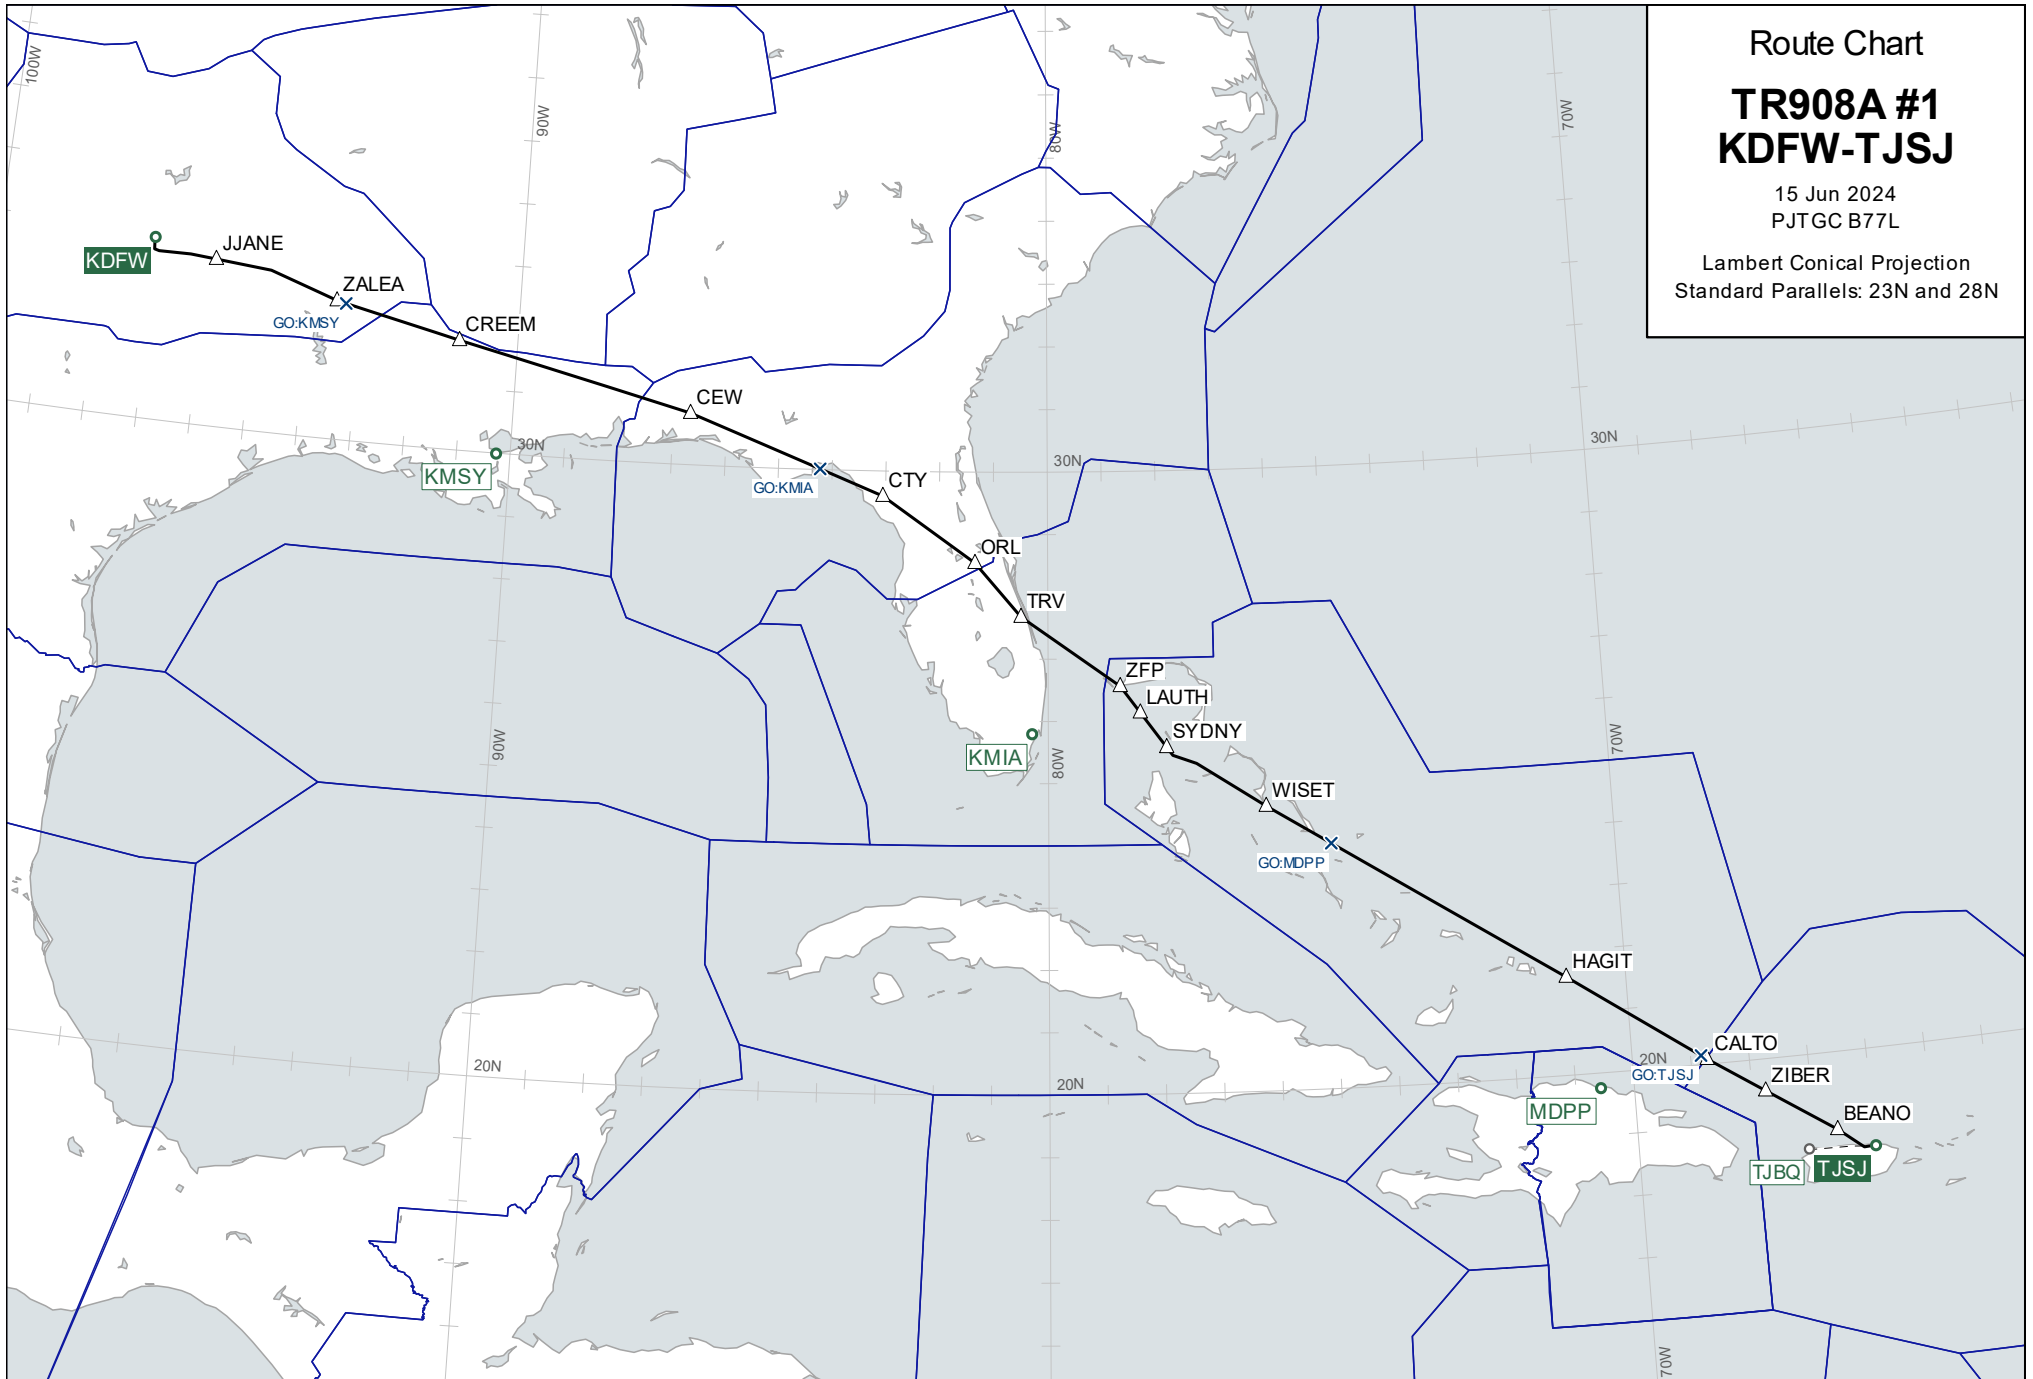 Route Chart
TR908A #1
KDFW-TJSJ
15 Jun 2024
PJTGC B77L
Lambert Conical Projection
Standard Parallels: 23N and 28N
100W
90W
80W
70W
KDFW
JJANE
ZALEA
GO:KMSY
CREEM
CEW
30N
30N
30N
KMSY
GO:KMIA
CTY
ORL
TRV
ZFP
LAUTH
SYDNY
90W
KMIA
80W
70W
WISET
GO:MDPP
HAGIT
CALTO
20N
GO:TJSJ
20N
20N
ZIBER
MDPP
BEANO
TJBQ
TJSJ
70W